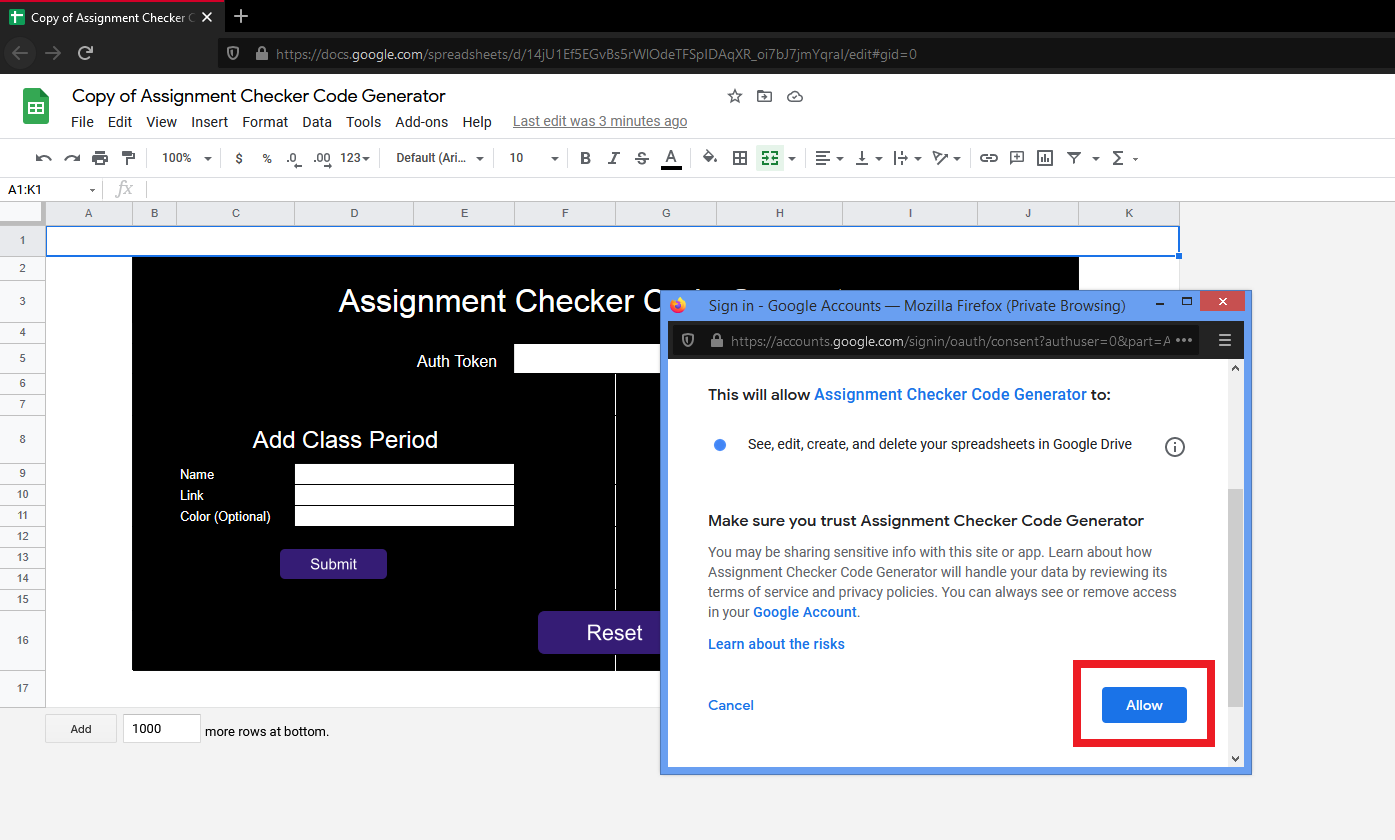 Copy of Assignment Checker C
https://docs.google.com/spreadsheets/d/14jU1Ef5EGvBs5rWlOdeTFSpIDAqXR_oi7bJ7jmYqraI/edit#gid=0
Copy of Assignment Checker Code Generator
File Edit View Insert Format Data Tools Add-ons Help Last edit was 3 minutes ago
100% $ % .0 .00 123 Default (Ari... 10 B I S A
A1:K1 fx
A B C D E F G H I J K
1
2
3
4
5
6
7
8
9
10
11
12
13
14
15
16
17
Assignment Checker C
Auth Token
Add Class Period
Name
Link
Color (Optional)
Submit
Reset
Add 1000 more rows at bottom.
Sign in - Google Accounts — Mozilla Firefox (Private Browsing)
https://accounts.google.com/signin/oauth/consent?authuser=0&part=A
This will allow Assignment Checker Code Generator to:
See, edit, create, and delete your spreadsheets in Google Drive
Make sure you trust Assignment Checker Code Generator
You may be sharing sensitive info with this site or app. Learn about how
Assignment Checker Code Generator will handle your data by reviewing its
terms of service and privacy policies. You can always see or remove access
in your Google Account.
Learn about the risks
Cancel
Allow